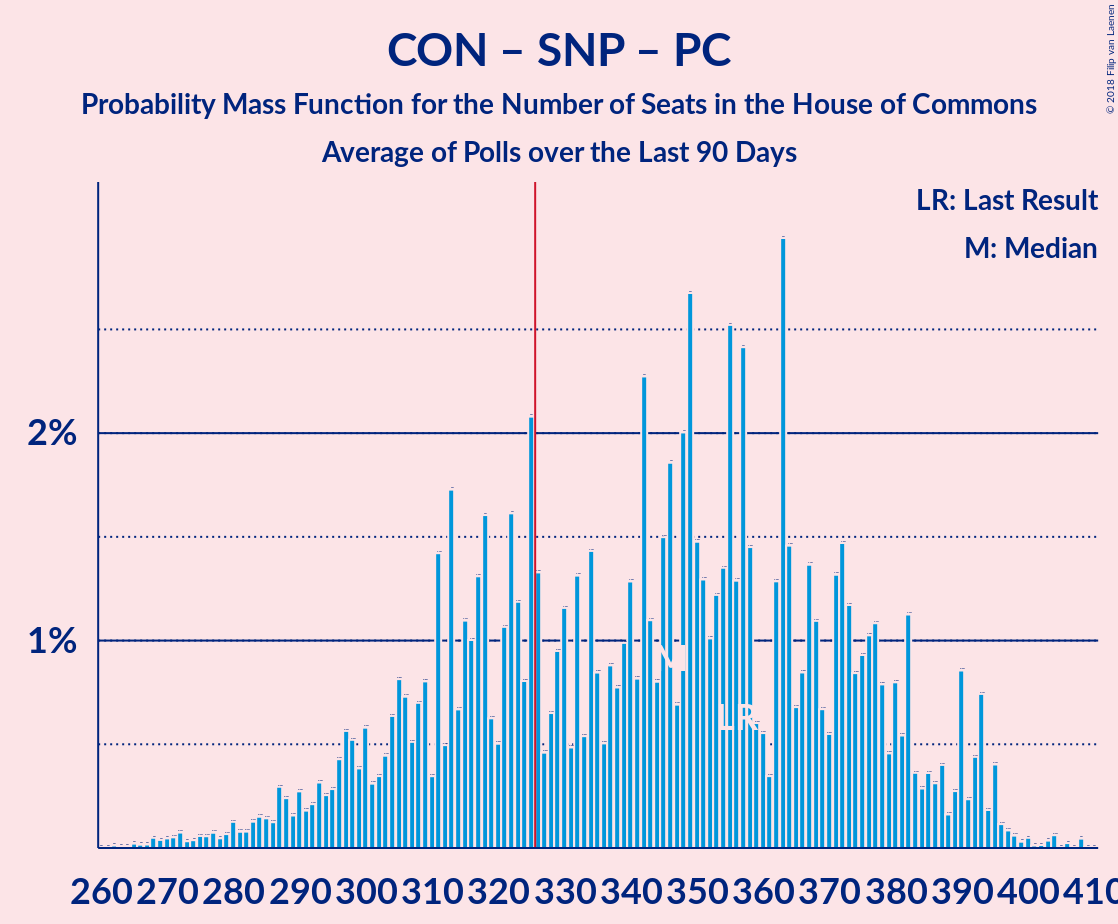 CON – SNP – PC
Probability Mass Function for the Number of Seats in the House of Commons
Average of Polls over the Last 90 Days
© 2018 Filip van Laenen
LR: Last Result
M: Median
2%
1%
M
LR
260 270 280 290 300 310 320 330 340 350 360 370 380 390 400 410